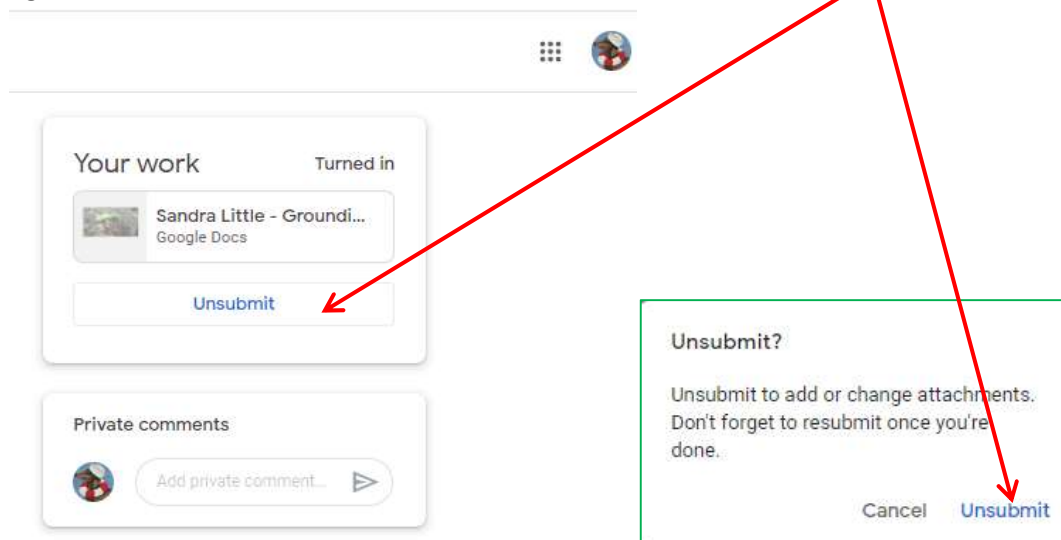 Your work
Turned in
Sandra Little - Groundi...
Google Docs
Unsubmit
Private comments
Add private comment...
Unsubmit?
Unsubmit to add or change attachments.
Don't forget to resubmit once you're
done.
Cancel Unsubmit